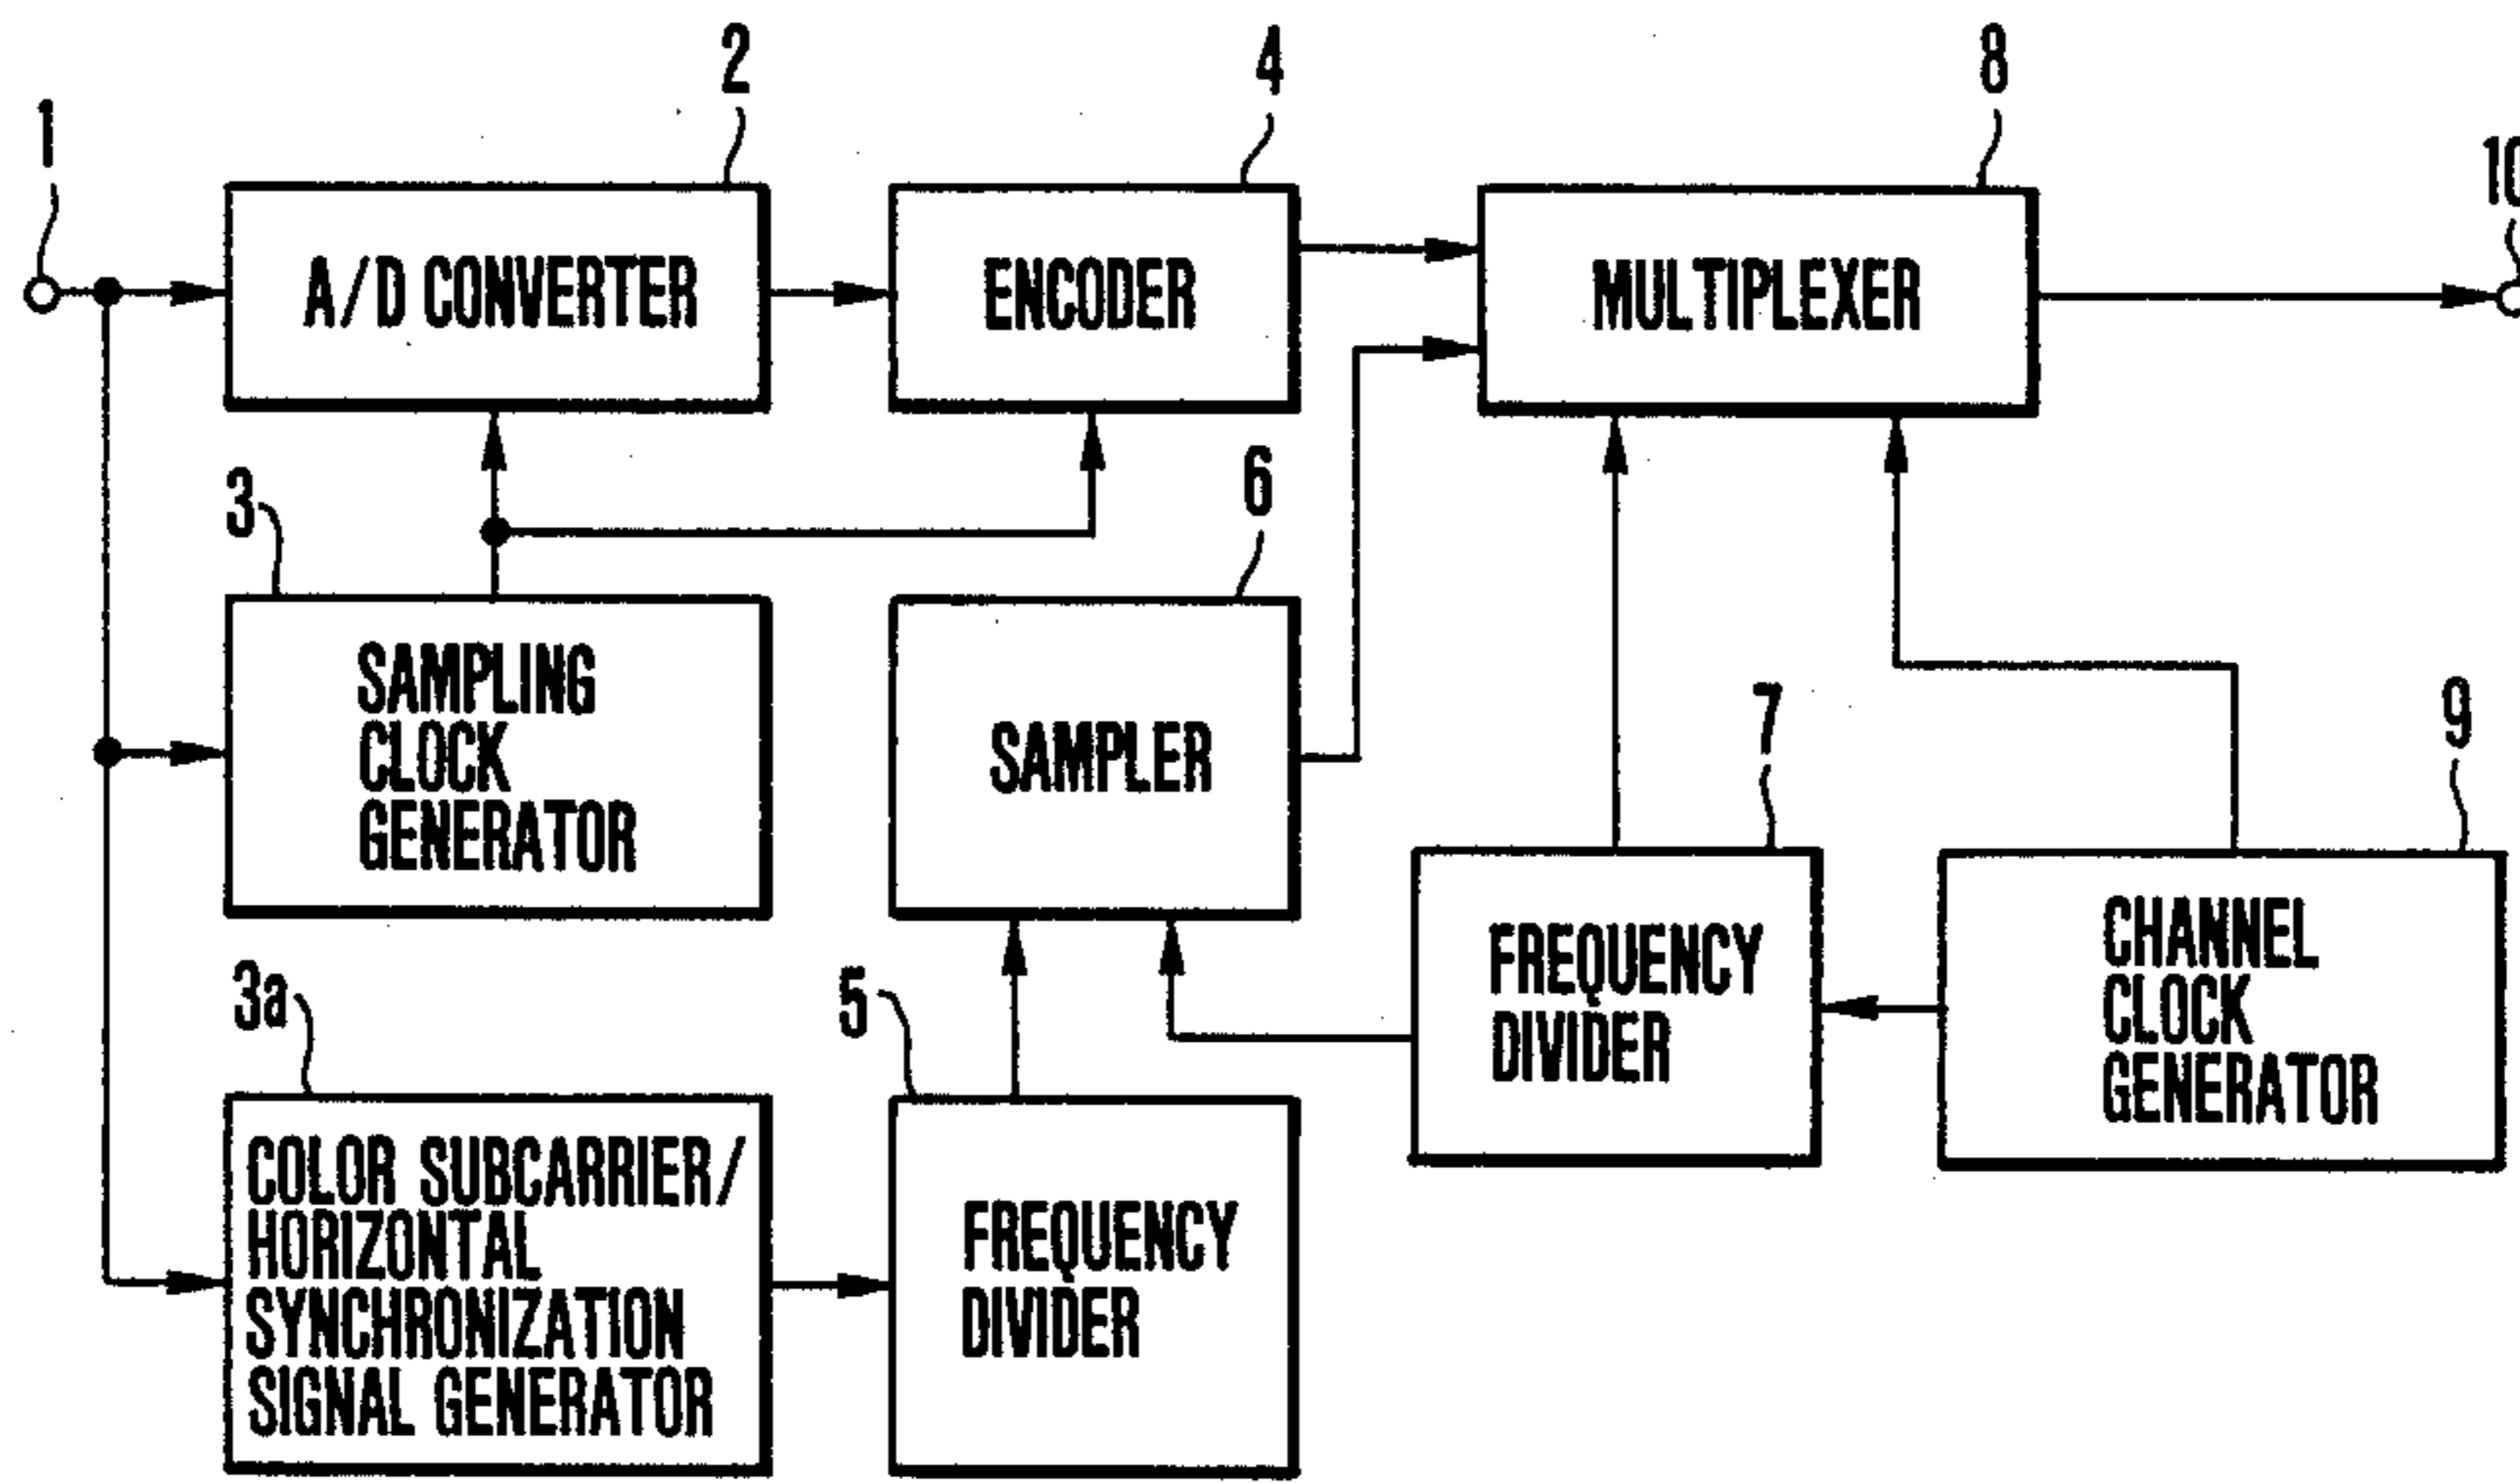 1
2
4
8
10
A/D CONVERTER
ENCODER
MULTIPLEXER
3
6
SAMPLING
CLOCK
GENERATOR
SAMPLER
7
9
FREQUENCY
DIVIDER
CHANNEL
CLOCK
GENERATOR
3a
5
COLOR SUBCARRIER/
HORIZONTAL
SYNCHRONIZATION
SIGNAL GENERATOR
FREQUENCY
DIVIDER